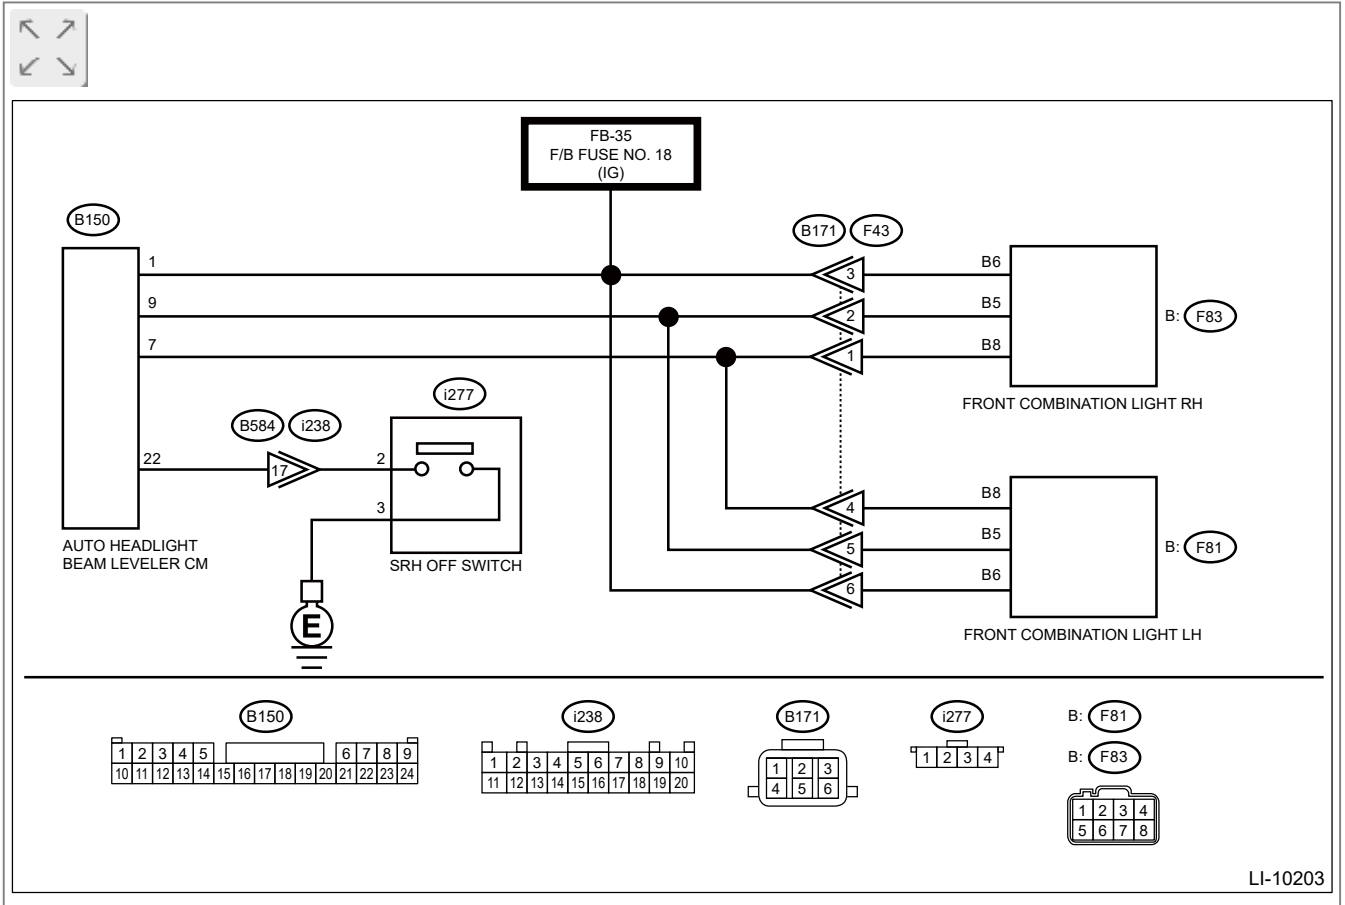 FB-35
F/B FUSE NO. 18
(IG)
B150
B171 F43
1
3
B6
9
2
B5
B: F83
7
1
B8
i277
FRONT COMBINATION LIGHT RH
B584 i238
22
17
2
3
4
B8
5
B5
B: F81
6
B6
AUTO HEADLIGHT
BEAM LEVELER CM
SRH OFF SWITCH
E
FRONT COMBINATION LIGHT LH
B150
1 2 3 4 5 6 7 8 9
10 11 12 13 14 15 16 17 18 19 20 21 22 23 24
i238
1 2 3 4 5 6 7 8 9 10
11 12 13 14 15 16 17 18 19 20
B171
1 2 3
4 5 6
i277
1 2 3 4
B: F81
B: F83
1 2 3 4
5 6 7 8
LI-10203